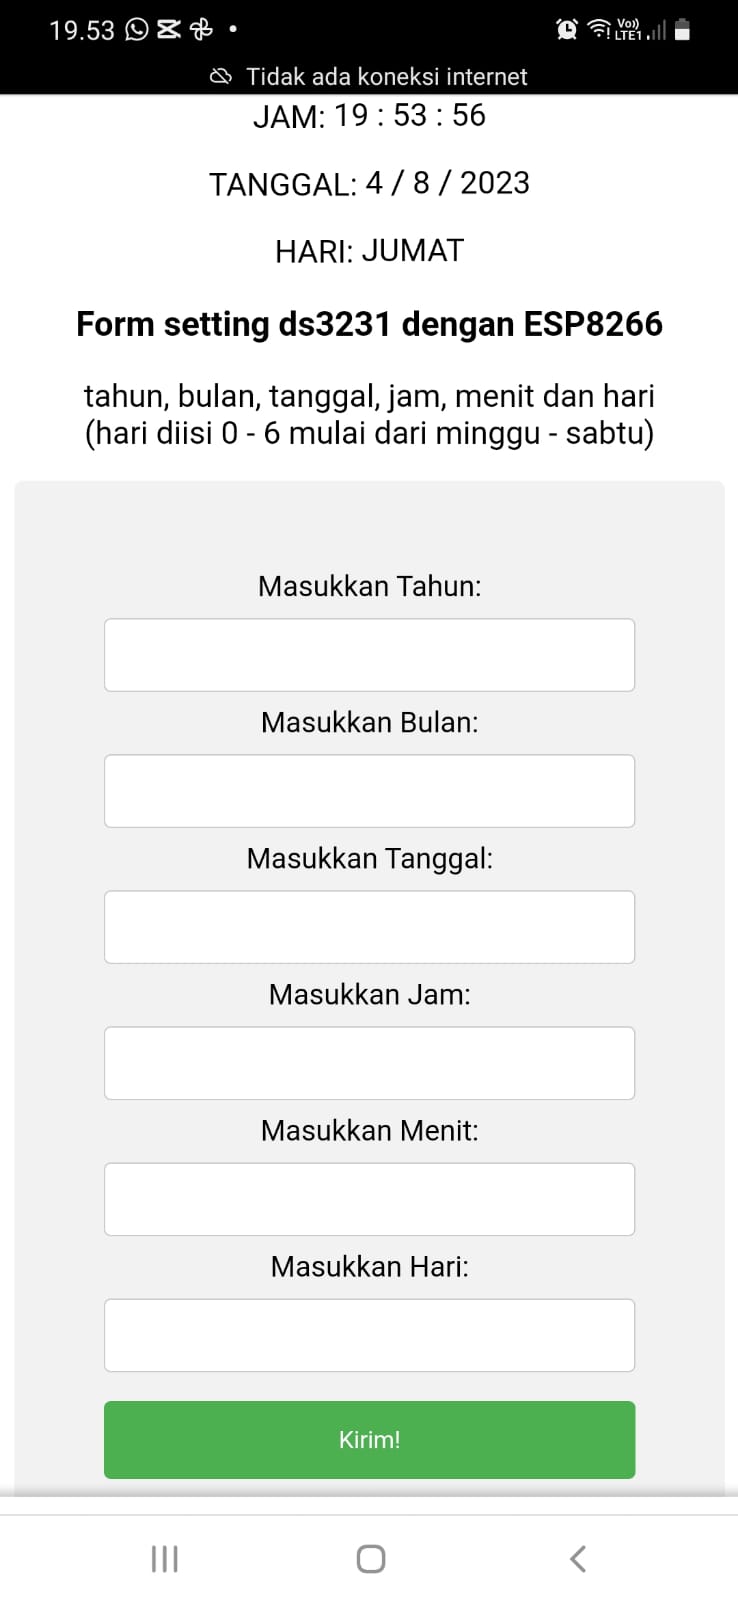 19.53
Vo))
LTE1
Tidak ada koneksi internet
JAM: 19 : 53 : 56
TANGGAL: 4 / 8 / 2023
HARI: JUMAT
Form setting ds3231 dengan ESP8266
tahun, bulan, tanggal, jam, menit dan hari
(hari diisi 0 - 6 mulai dari minggu - sabtu)
Masukkan Tahun:
Masukkan Bulan:
Masukkan Tanggal:
Masukkan Jam:
Masukkan Menit:
Masukkan Hari:
Kirim!